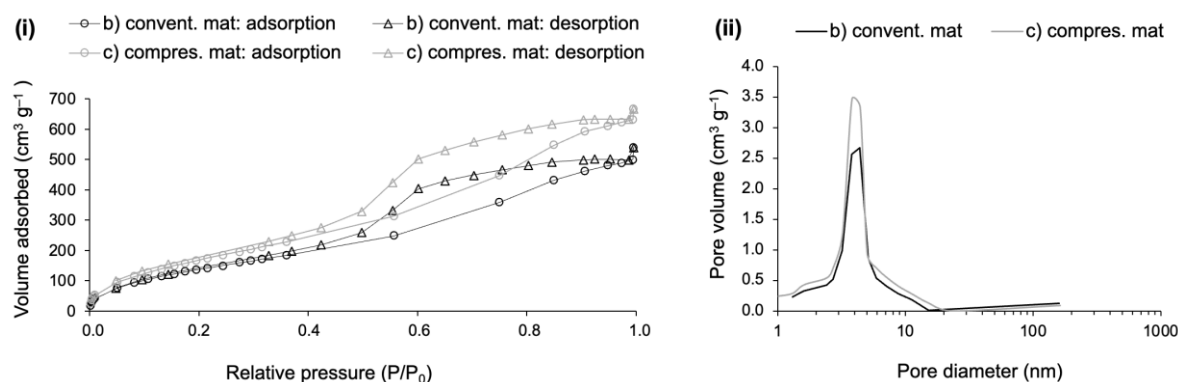 (i)
b) convent. mat: adsorption
b) convent. mat: desorption
c) compres. mat: adsorption
c) compres. mat: desorption
Volume adsorbed (cm³ g⁻¹)
700
600
500
400
300
200
100
0
0.0 0.2 0.4 0.6 0.8 1.0
Relative pressure (P/P₀)
(ii)
b) convent. mat
c) compres. mat
Pore volume (cm³ g⁻¹)
4.0
3.5
3.0
2.5
2.0
1.5
1.0
0.5
0.0
1 10 100 1000
Pore diameter (nm)